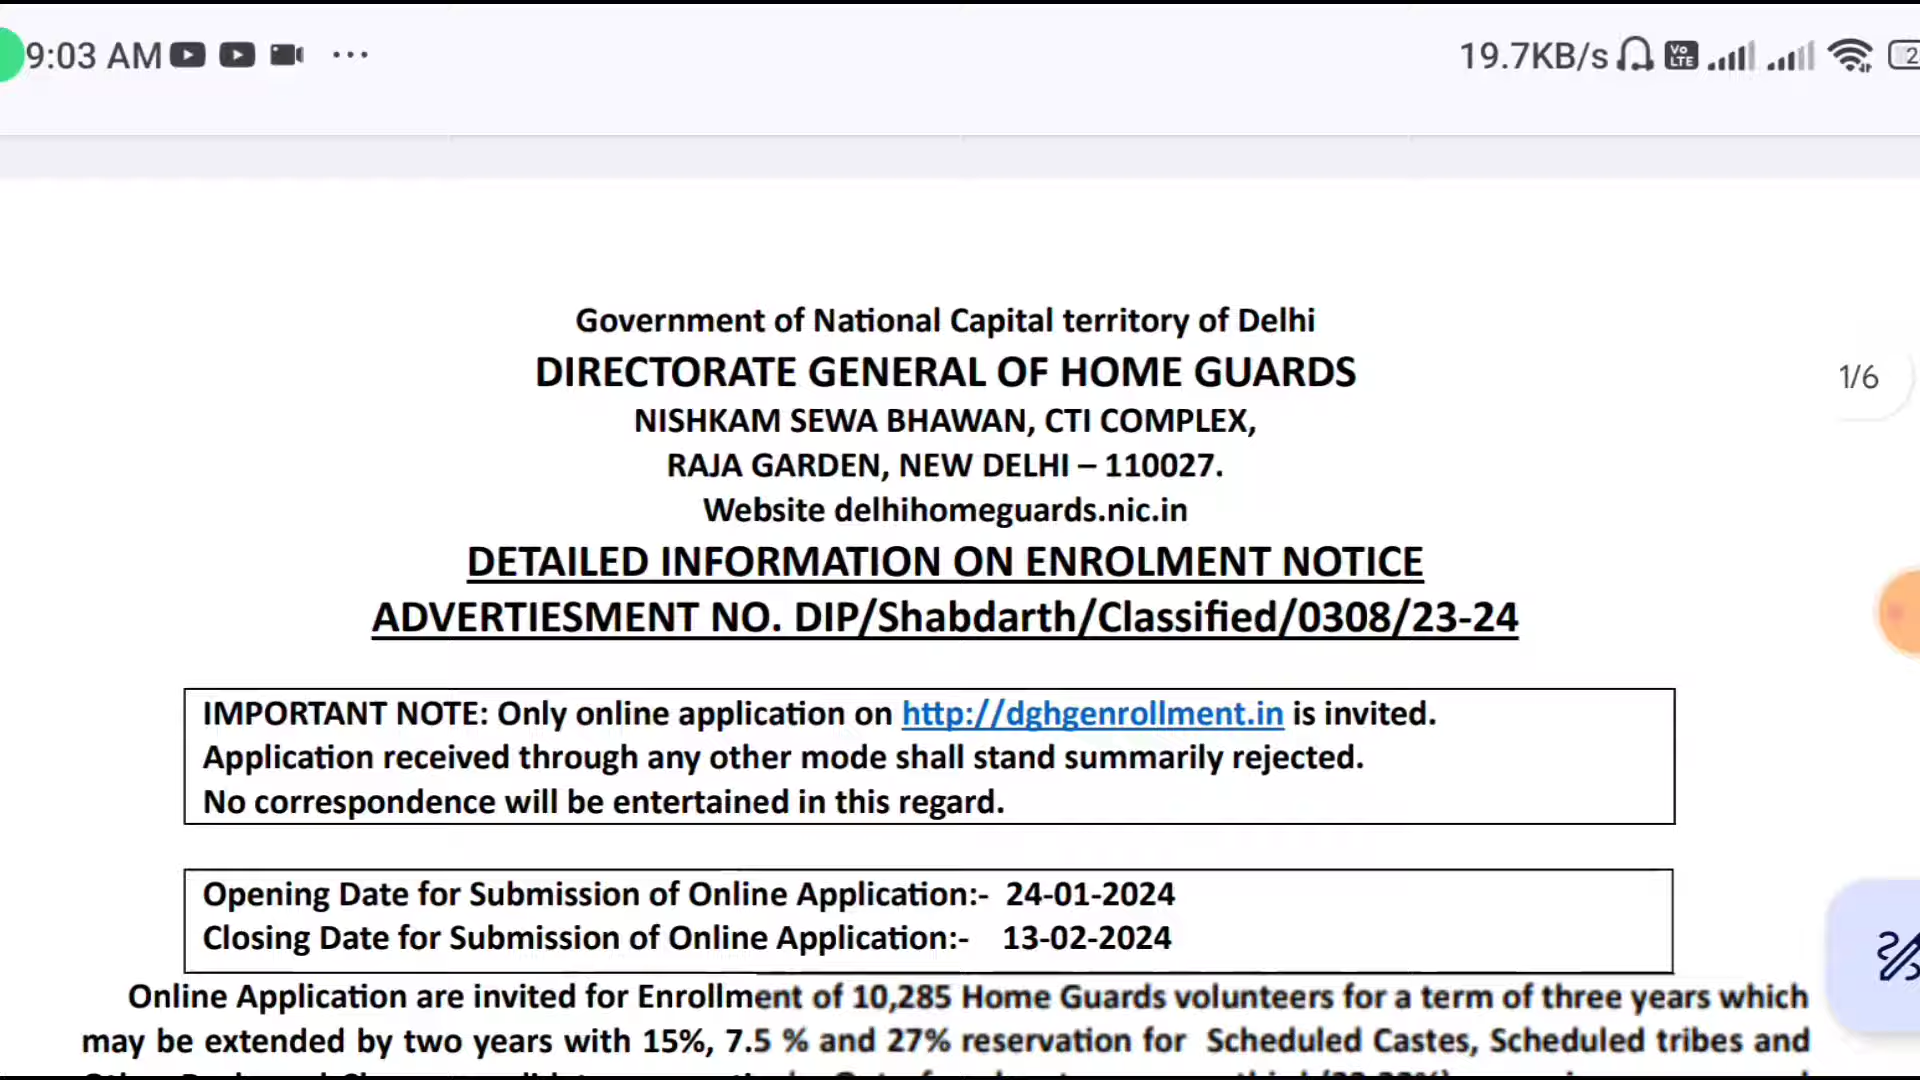 9:03 AM ... 19.7KB/s Vo LTE 2
Government of National Capital territory of Delhi
DIRECTORATE GENERAL OF HOME GUARDS
1/6
NISHKAM SEWA BHAWAN, CTI COMPLEX,
RAJA GARDEN, NEW DELHI – 110027.
Website delhihomeguards.nic.in
DETAILED INFORMATION ON ENROLMENT NOTICE
ADVERTIESMENT NO. DIP/Shabdarth/Classified/0308/23-24
IMPORTANT NOTE: Only online application on http://dghgenrollment.in is invited.
Application received through any other mode shall stand summarily rejected.
No correspondence will be entertained in this regard.
Opening Date for Submission of Online Application:- 24-01-2024
Closing Date for Submission of Online Application:- 13-02-2024
Online Application are invited for Enrollment of 10,285 Home Guards volunteers for a term of three years which
may be extended by two years with 15%, 7.5 % and 27% reservation for Scheduled Castes, Scheduled tribes and